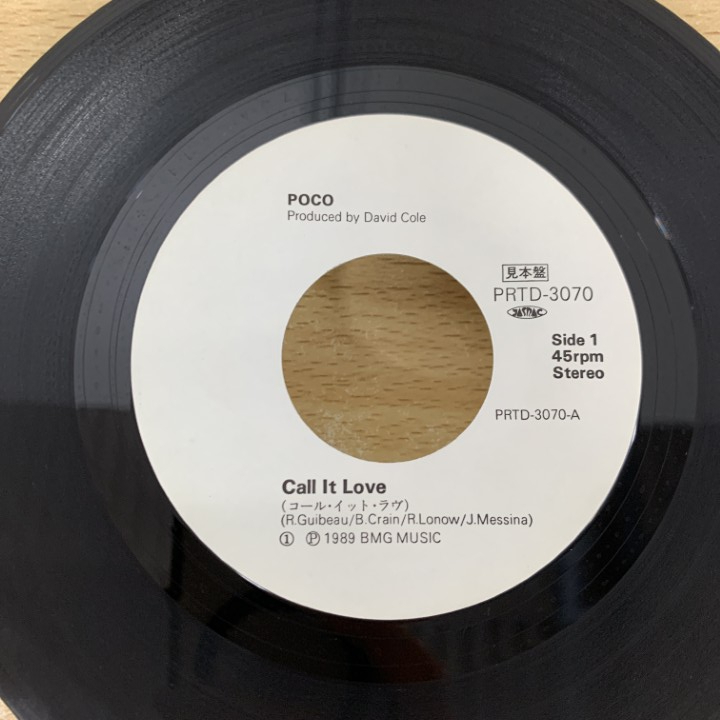 POCO
Produced by David Cole
見本盤
PRTD-3070
JASRAC
Side 1
45rpm
Stereo
PRTD-3070-A
Call It Love
(コール・イット・ラヴ)
(R.Guibeau/B.Crain/R.Lonow/J.Messina)
① Ⓟ 1989 BMG MUSIC